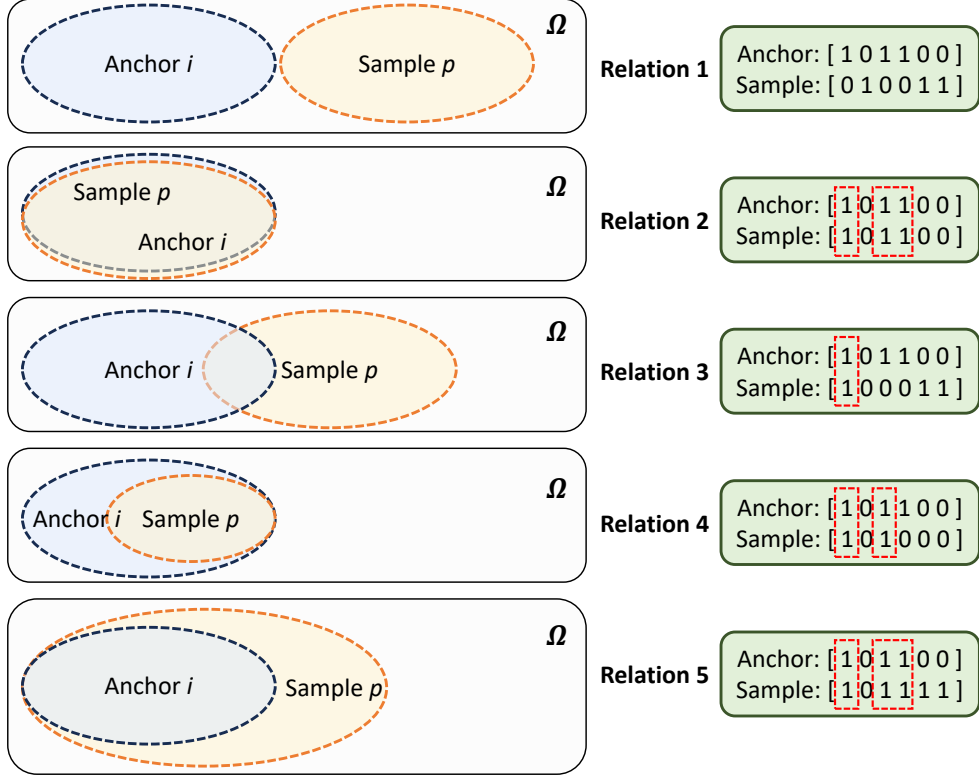 Anchor i
Sample p
Ω
Relation 1
Anchor: [ 1 0 1 1 0 0 ]
Sample: [ 0 1 0 0 1 1 ]
Sample p
Anchor i
Ω
Relation 2
Anchor: [ 1 0 1 1 0 0 ]
Sample: [ 1 0 1 1 0 0 ]
Anchor i
Sample p
Ω
Relation 3
Anchor: [ 1 0 1 1 0 0 ]
Sample: [ 1 0 0 0 1 1 ]
Anchor i
Sample p
Ω
Relation 4
Anchor: [ 1 0 1 1 0 0 ]
Sample: [ 1 0 1 0 0 0 ]
Anchor i
Sample p
Ω
Relation 5
Anchor: [ 1 0 1 1 0 0 ]
Sample: [ 1 0 1 1 1 1 ]